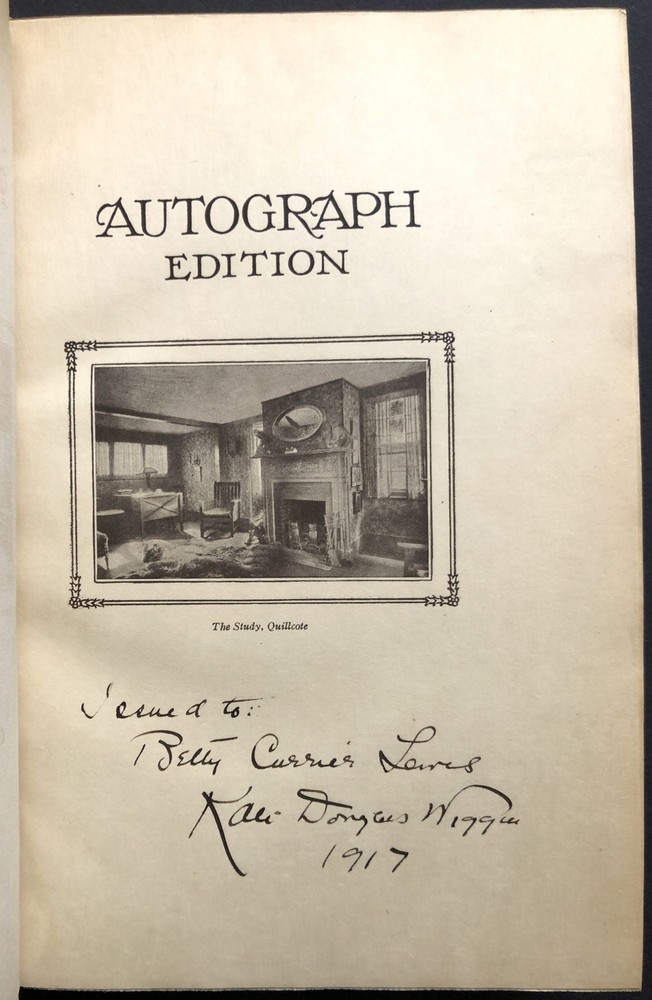 AUTOGRAPH
EDITION
The Study, Quillcote
Issued to:
Betty Currier Lewis
Kate Douglas Wiggin
1917